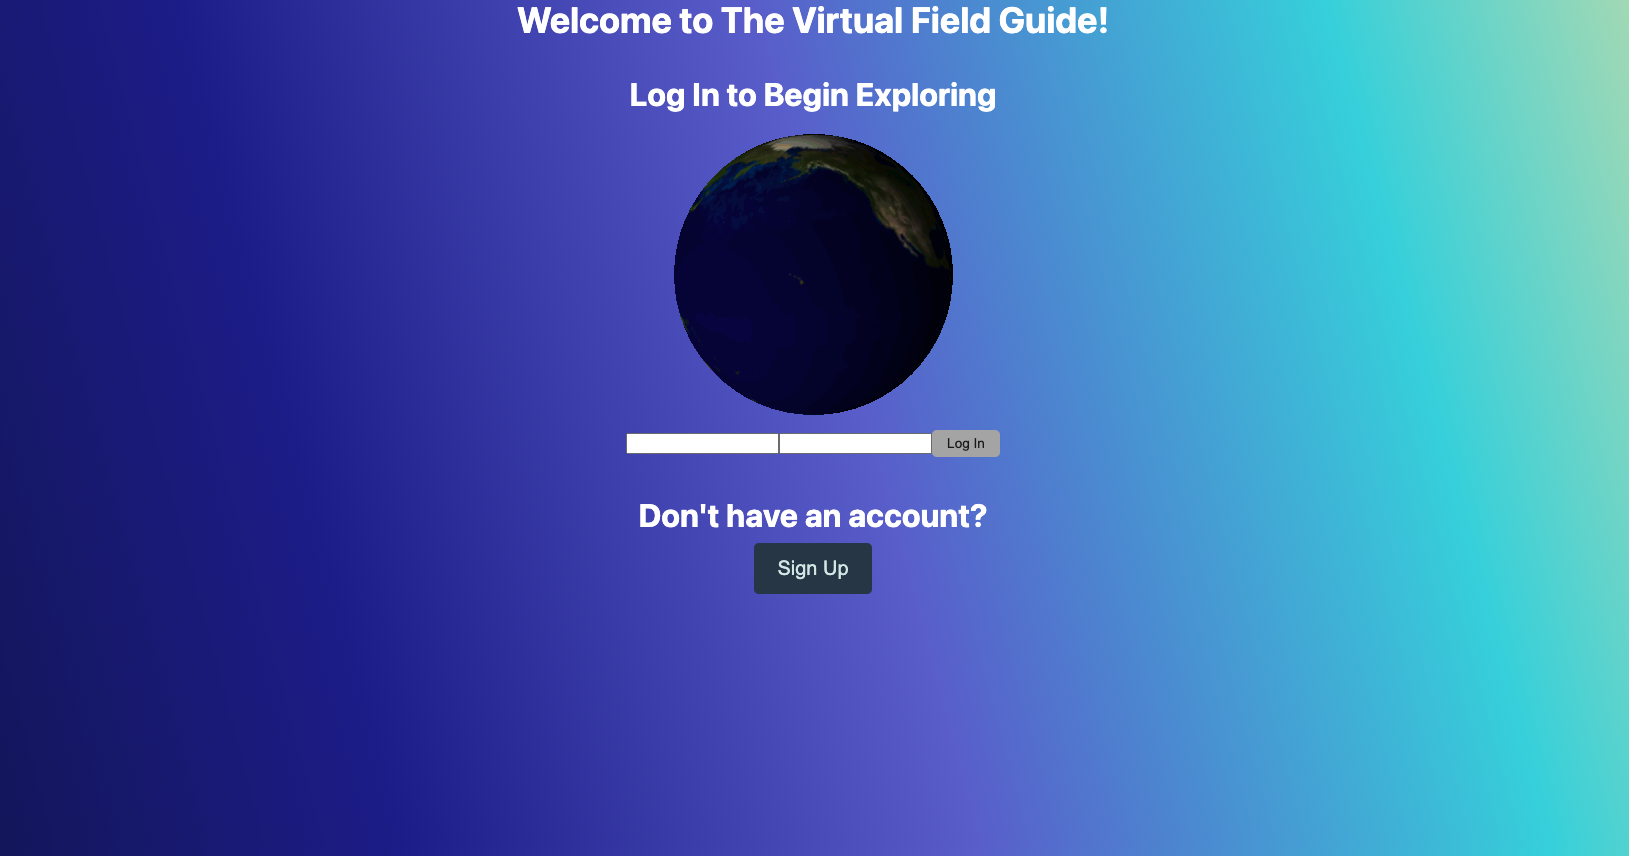 Welcome to The Virtual Field Guide!
Log In to Begin Exploring
Log In
Don't have an account?
Sign Up